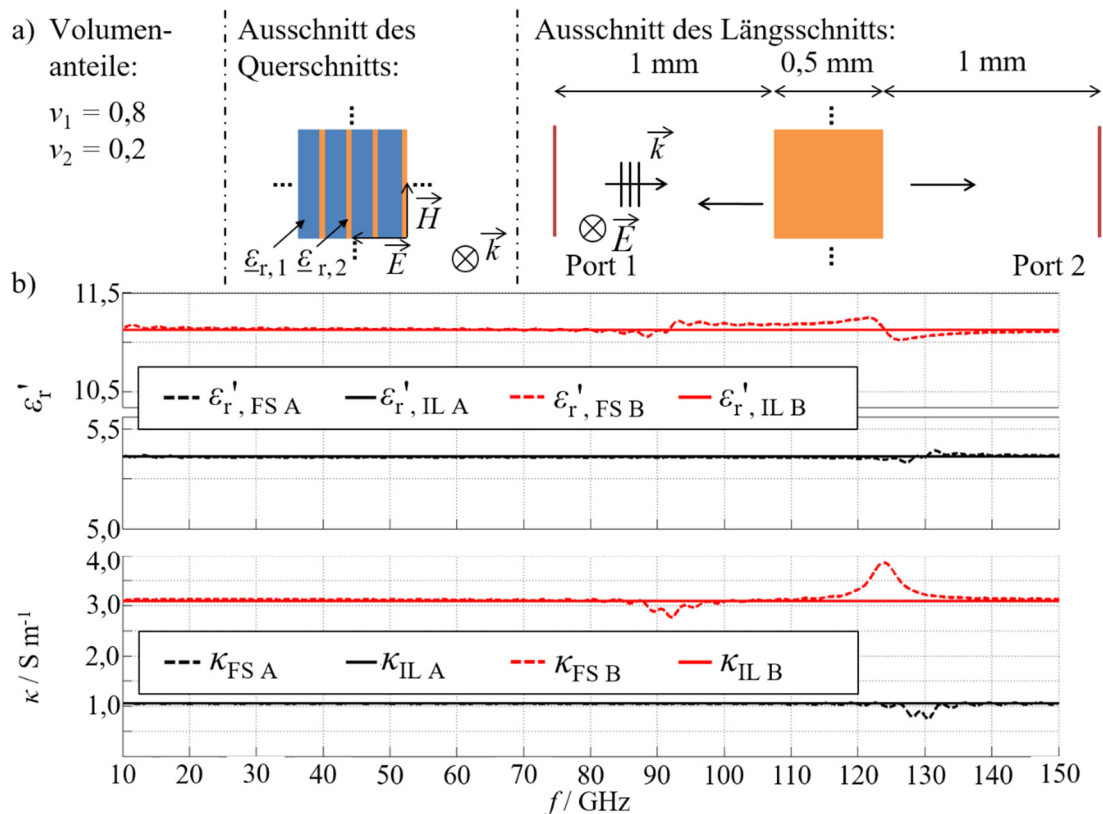 a) Volumen-
anteile:
v₁ = 0,8
v₂ = 0,2
Ausschnitt des
Querschnitts:
ε̲r,1
ε̲r,2
E⃗
H⃗
k⃗
Ausschnitt des Längsschnitts:
1 mm
0,5 mm
1 mm
k⃗
E⃗
Port 1
Port 2
b)
11,5
10,5
εr'
εr', FS A
εr', IL A
εr', FS B
εr', IL B
5,5
5,0
4,0
3,0
2,0
1,0
κ / S m⁻¹
κFS A
κIL A
κFS B
κIL B
10 20 30 40 50 60 70 80 90 100 110 120 130 140 150
f / GHz